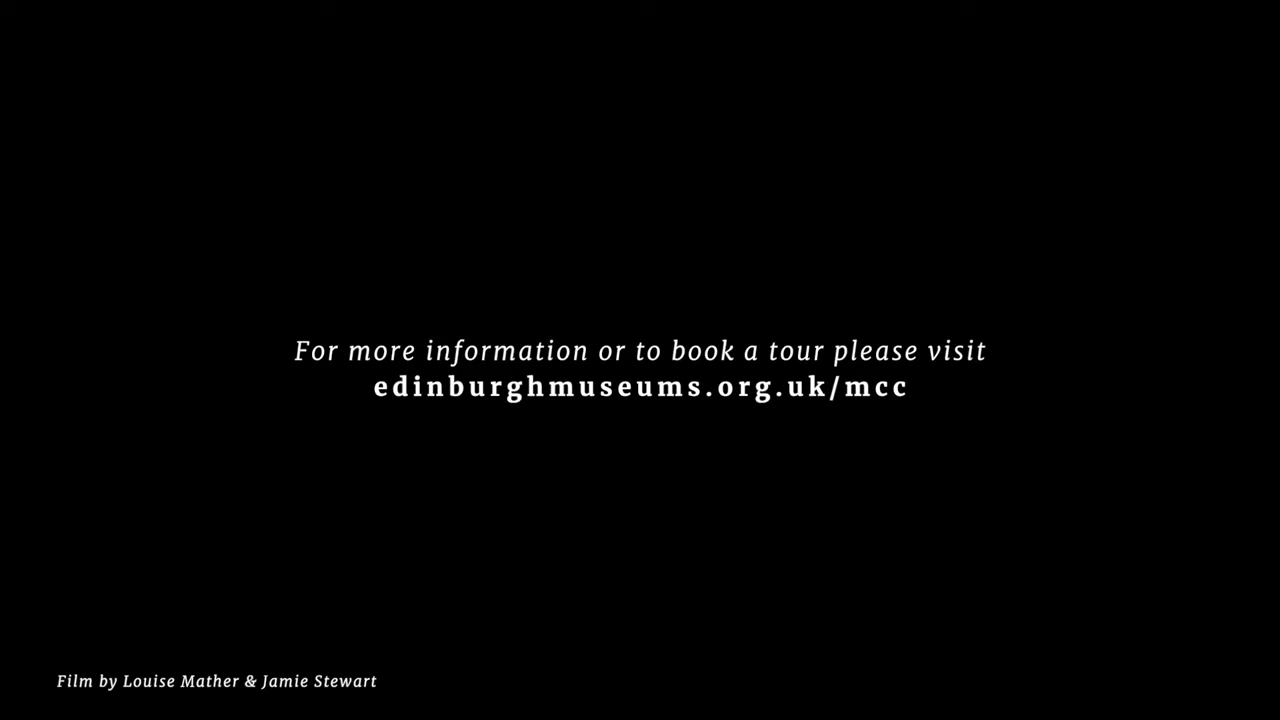 For more information or to book a tour please visit
edinburghmuseums.org.uk/mcc
Film by Louise Mather & Jamie Stewart